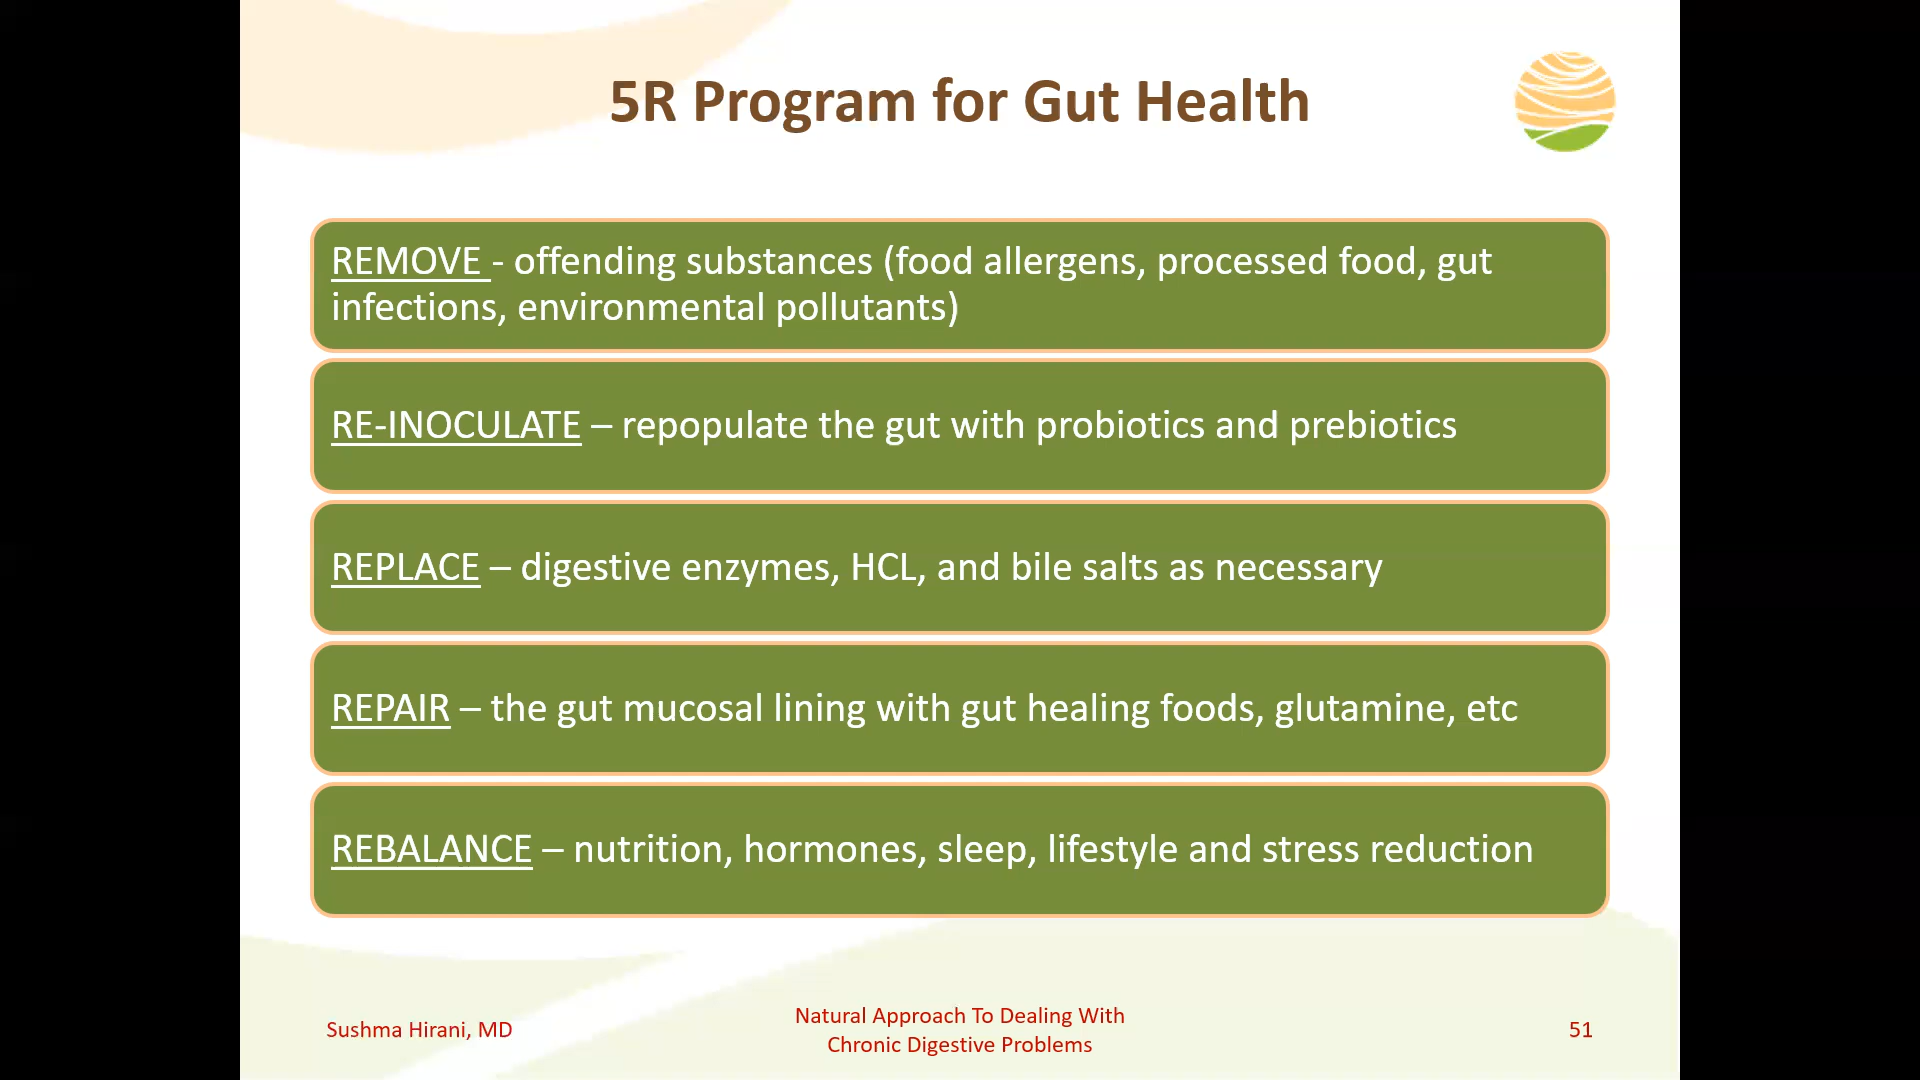 5R Program for Gut Health
REMOVE - offending substances (food allergens, processed food, gut
infections, environmental pollutants)
RE-INOCULATE – repopulate the gut with probiotics and prebiotics
REPLACE – digestive enzymes, HCL, and bile salts as necessary
REPAIR – the gut mucosal lining with gut healing foods, glutamine, etc
REBALANCE – nutrition, hormones, sleep, lifestyle and stress reduction
Sushma Hirani, MD
Natural Approach To Dealing With
Chronic Digestive Problems
51